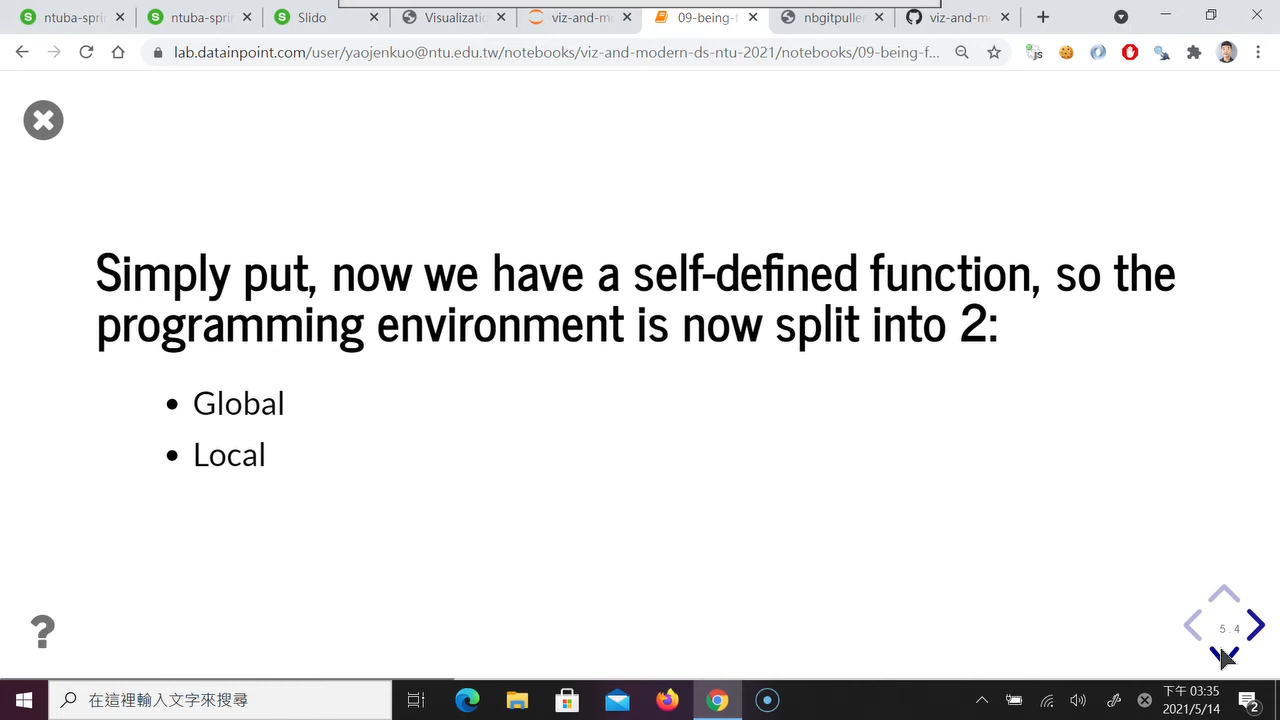 ntuba-spri
ntuba-spri
Slido
Visualizatio
viz-and-mo
09-being-f
nbgitpuller
viz-and-mo
lab.datainpoint.com/user/yaojenkuo@ntu.edu.tw/notebooks/viz-and-modern-ds-ntu-2021/notebooks/09-being-f...
Simply put, now we have a self-defined function, so the
programming environment is now split into 2:
Global
Local
5.4
?
在這裡輸入文字來搜尋
下午 03:35
2021/5/14
2